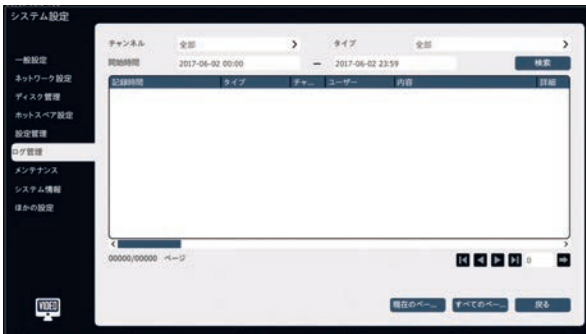 システム設定
チャンネル 全部 > タイプ 全部 >
開始時間 2017-06-02 00:00 — 2017-06-02 23:59 検索
記録時間 タイプ チャ... ユーザー 内容 詳細
一般設定
ネットワーク設定
ディスク管理
ホットスペア設定
設定管理
ログ管理
メンテナンス
システム情報
ほかの設定
00000/00000 ページ 0
現在のペー... すべてのペー... 戻る
VIDEO